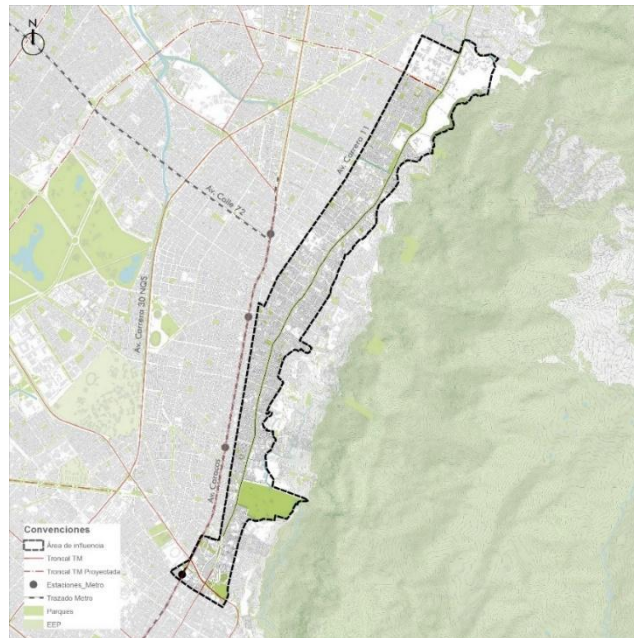 N
Av. Carrera 11
Av. Calle 72
Av. Carrera 30 NQS
Av. Caracas
Convenciones
Área de influencia
Troncal TM
Troncal TM Proyectada
Estaciones_Metro
Trazado Metro
Parques
EEP